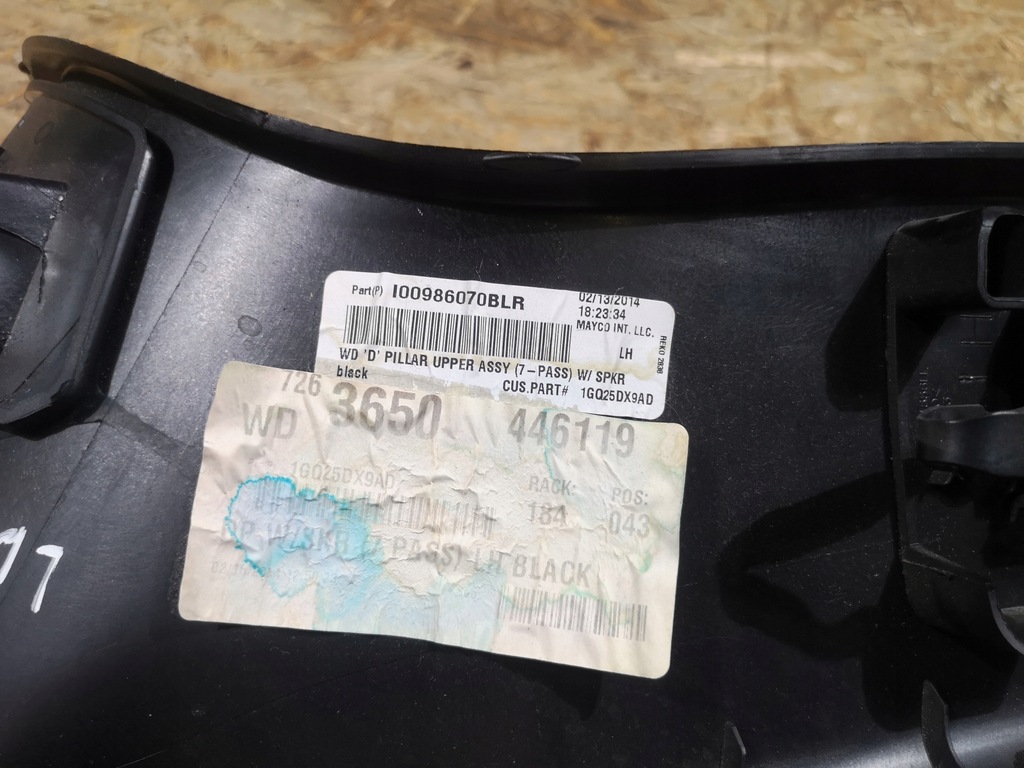 Part(P) I00986070BLR
02/13/2014
18:23:34
MAYCO INT. LLC.
LH
WD 'D' PILLAR UPPER ASSY (7-PASS) W/ SPKR
black CUS.PART# 1GQ25DX9AD
726 3650 446119
WD
1GQ25DX9AD RACK: POS:
184 043
PASS) LH BLACK